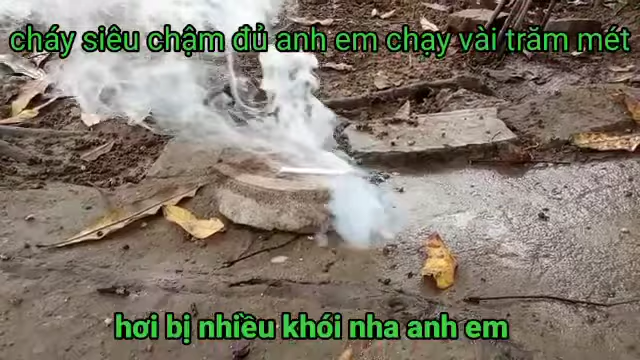 cháy siêu chậm đủ anh em chạy vài trăm mét
hơi bị nhiều khói nha anh em